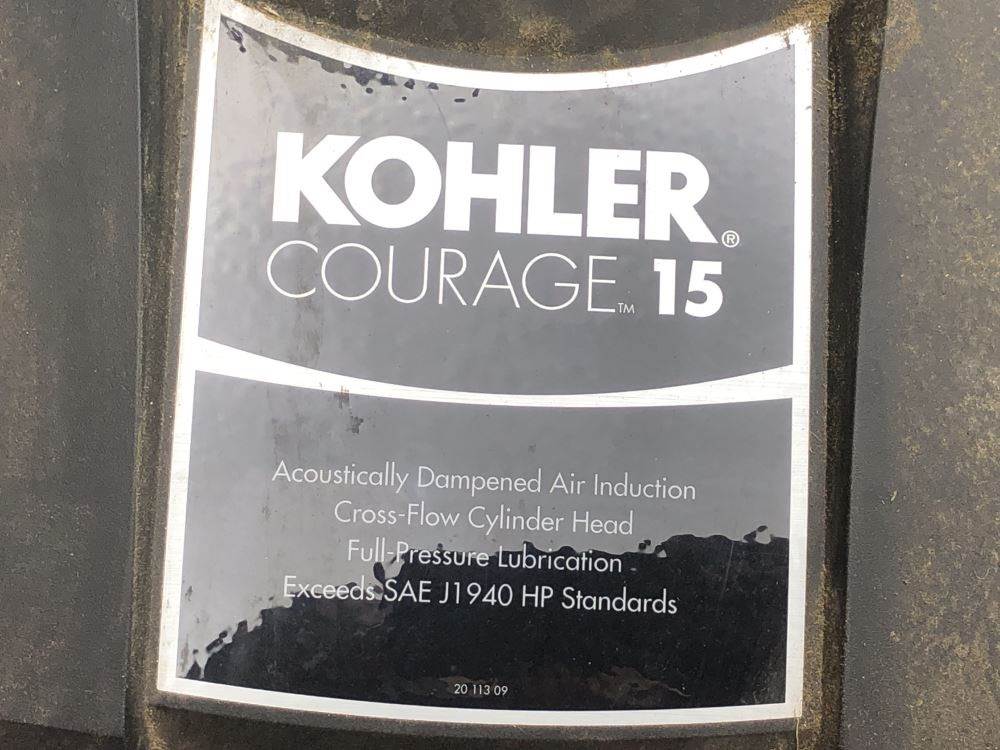 KOHLER®
COURAGE™ 15
Acoustically Dampened Air Induction
Cross-Flow Cylinder Head
Full-Pressure Lubrication
Exceeds SAE J1940 HP Standards
20 113 09